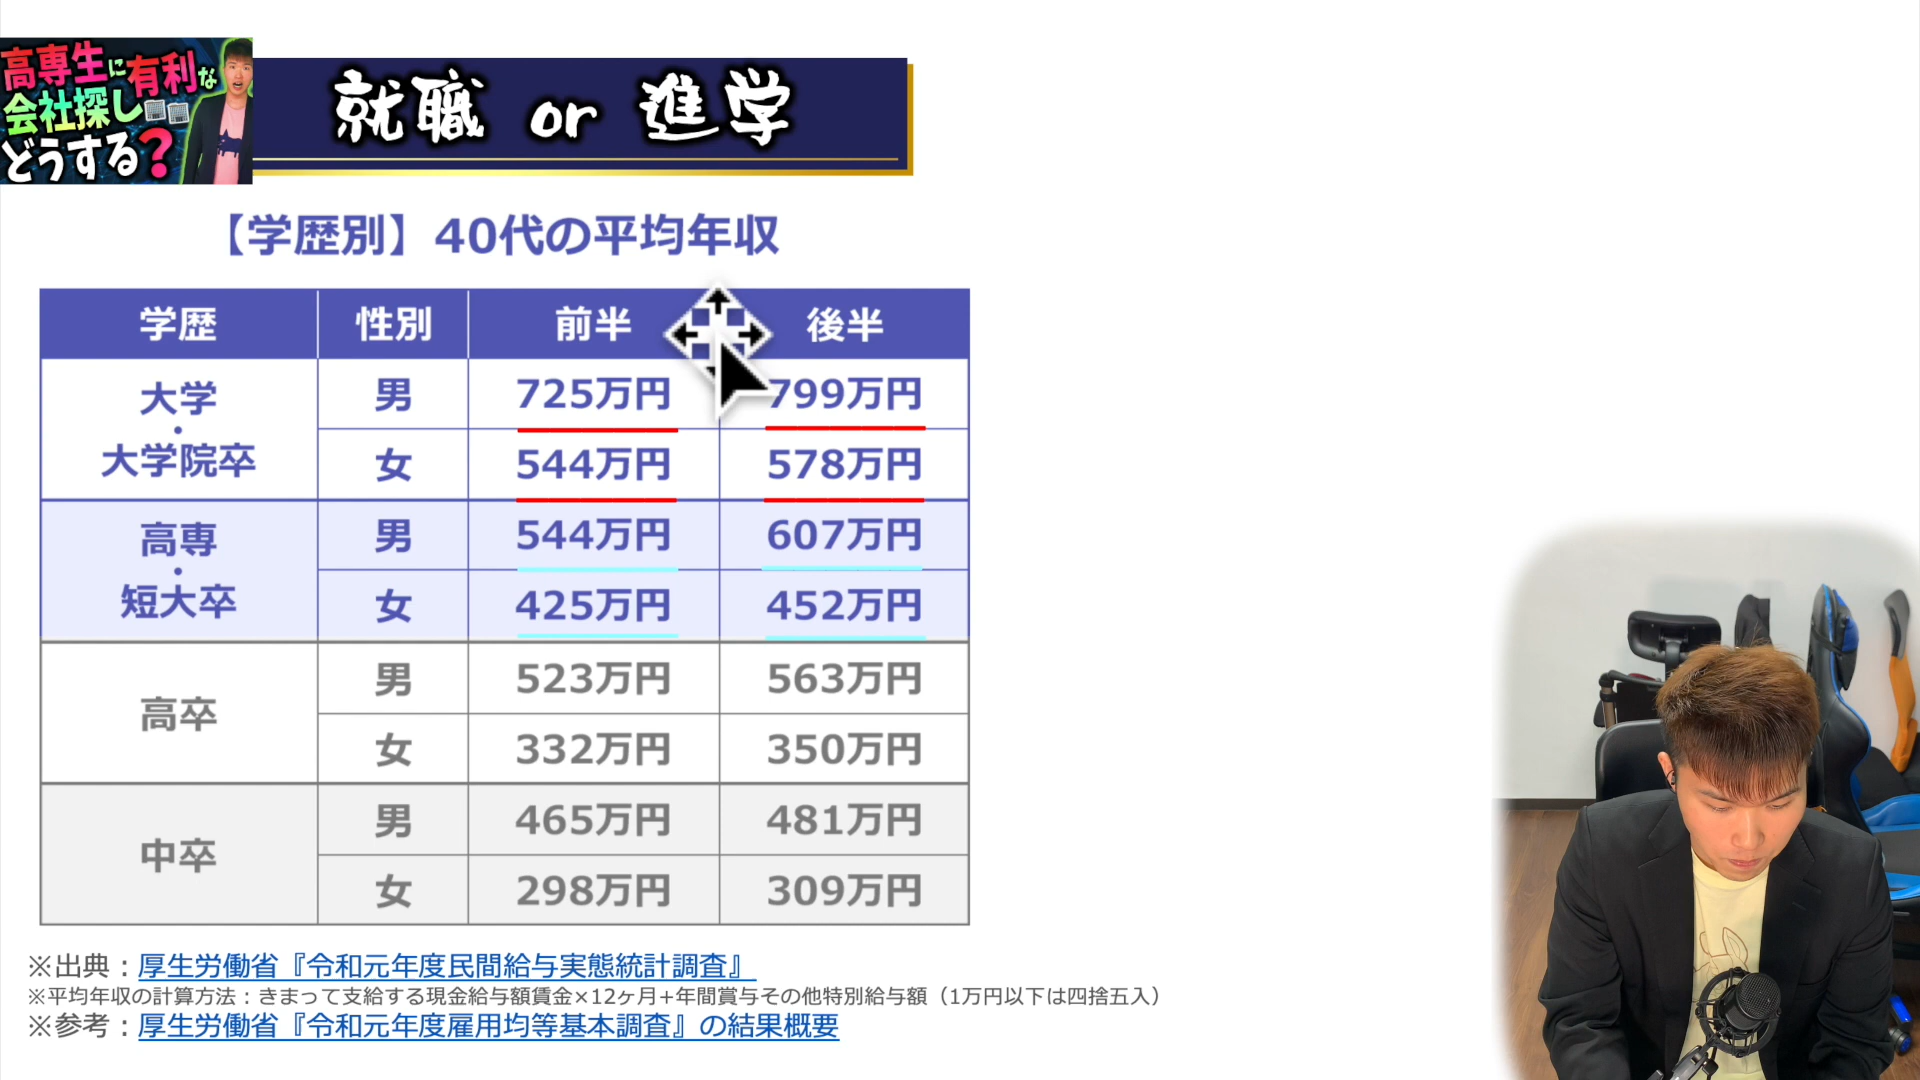 高専生に有利な
会社探し
どうする?
就職 or 進学
【学歴別】40代の平均年収
学歴 性別 前半 後半
大学・大学院卒 男 725万円 799万円
女 544万円 578万円
高専・短大卒 男 544万円 607万円
女 425万円 452万円
高卒 男 523万円 563万円
女 332万円 350万円
中卒 男 465万円 481万円
女 298万円 309万円
※出典：厚生労働省『令和元年度民間給与実態統計調査』
※平均年収の計算方法：きまって支給する現金給与額賃金×12ヶ月+年間賞与その他特別給与額（1万円以下は四捨五入）
※参考：厚生労働省『令和元年度雇用均等基本調査』の結果概要